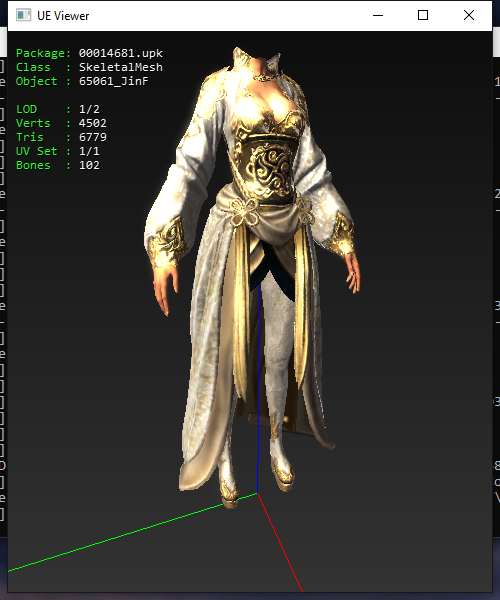 UE Viewer
Package: 00014681.upk
Class  : SkeletalMesh
Object : 65061_JinF
LOD    : 1/2
Verts  : 4502
Tris   : 6779
UV Set : 1/1
Bones  : 102